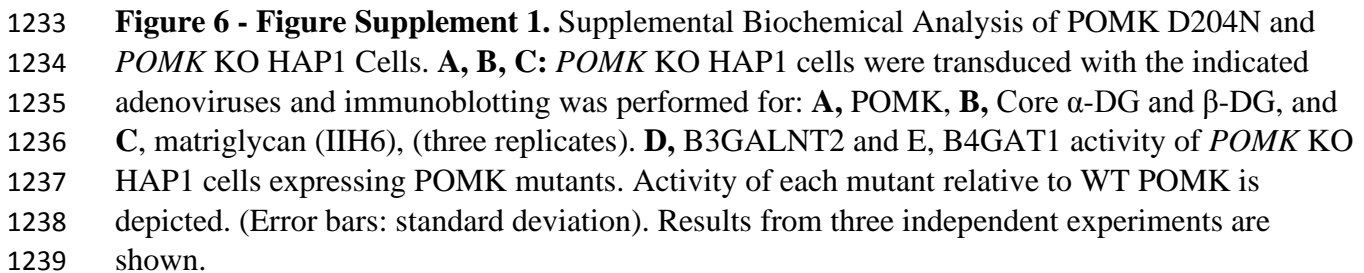 1233 Figure 6 - Figure Supplement 1. Supplemental Biochemical Analysis of POMK D204N and
1234 POMK KO HAP1 Cells. A, B, C: POMK KO HAP1 cells were transduced with the indicated
1235 adenoviruses and immunoblotting was performed for: A, POMK, B, Core α-DG and β-DG, and
1236 C, matriglycan (IIH6), (three replicates). D, B3GALNT2 and E, B4GAT1 activity of POMK KO
1237 HAP1 cells expressing POMK mutants. Activity of each mutant relative to WT POMK is
1238 depicted. (Error bars: standard deviation). Results from three independent experiments are
1239 shown.